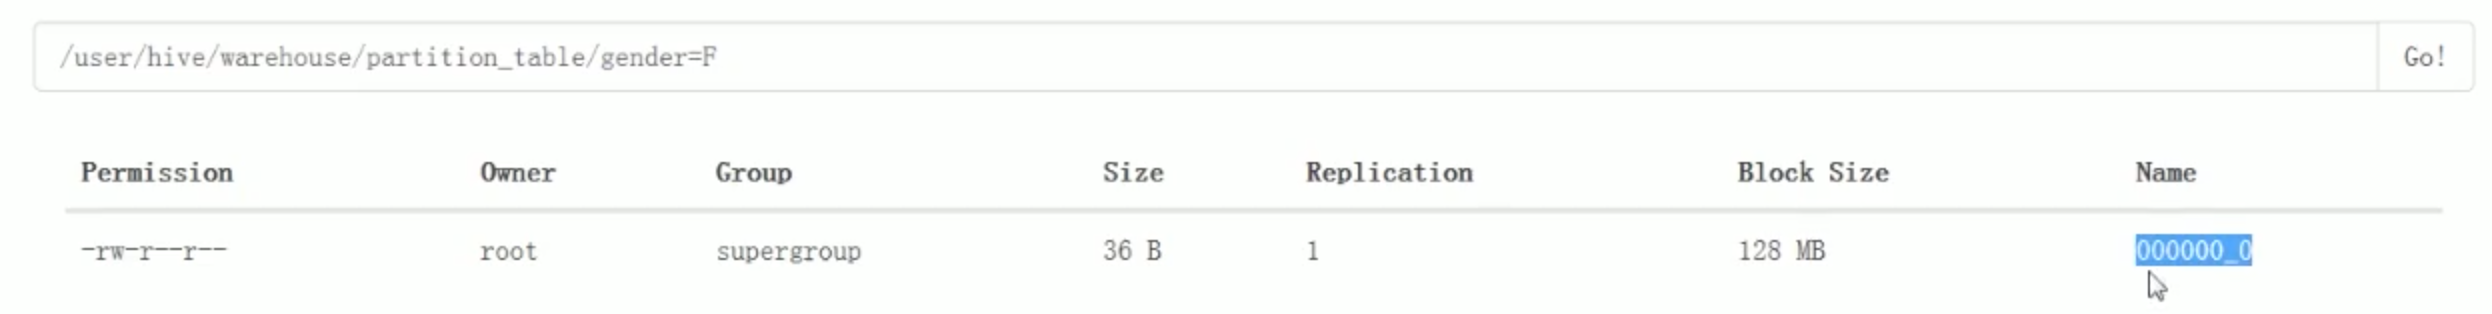 /user/hive/warehouse/partition_table/gender=F Go!
Permission Owner Group Size Replication Block Size Name
-rw-r--r-- root supergroup 36 B 1 128 MB 000000_0